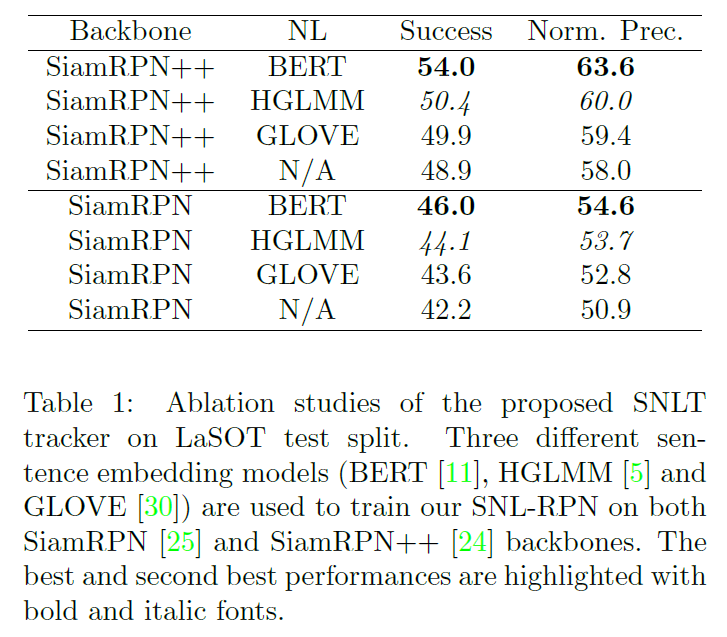 Backbone NL Success Norm. Prec.
SiamRPN++ BERT 54.0 63.6
SiamRPN++ HGLMM 50.4 60.0
SiamRPN++ GLOVE 49.9 59.4
SiamRPN++ N/A 48.9 58.0
SiamRPN BERT 46.0 54.6
SiamRPN HGLMM 44.1 53.7
SiamRPN GLOVE 43.6 52.8
SiamRPN N/A 42.2 50.9
Table 1: Ablation studies of the proposed SNLT
tracker on LaSOT test split. Three different sen-
tence embedding models (BERT [11], HGLMM [5] and
GLOVE [30]) are used to train our SNL-RPN on both
SiamRPN [25] and SiamRPN++ [24] backbones. The
best and second best performances are highlighted with
bold and italic fonts.